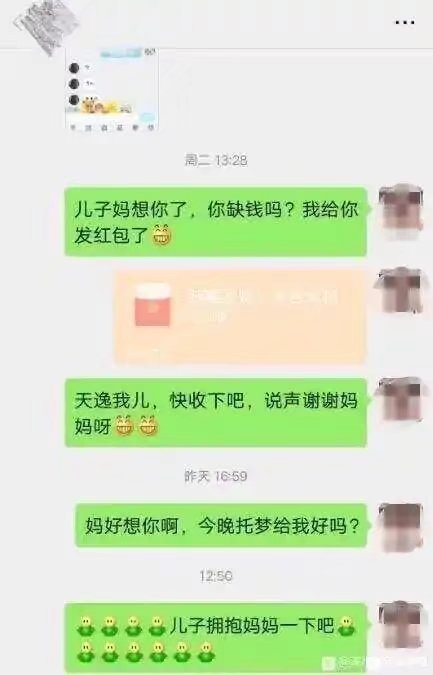 周二 13:28
儿子妈想你了，你缺钱吗？我给你
发红包了😁
天逸我儿，快收下吧，说声谢谢妈
妈呀😁😁
昨天 16:59
妈好想你啊，今晚托梦给我好吗？
12:50
儿子拥抱妈妈一下吧